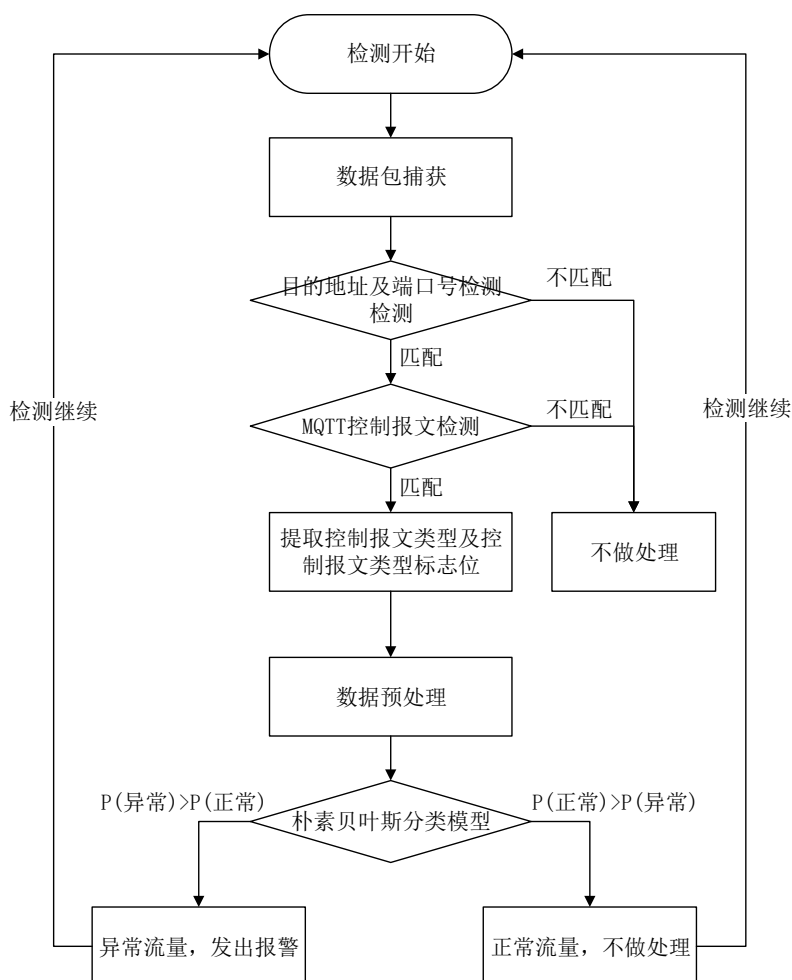 检测开始
数据包捕获
目的地址及端口号检测
检测
不匹配
匹配
检测继续
MQTT控制报文检测
不匹配
检测继续
匹配
提取控制报文类型及控
制报文类型标志位
不做处理
数据预处理
P(异常)>P(正常)
朴素贝叶斯分类模型
P(正常)>P(异常)
异常流量，发出报警
正常流量，不做处理